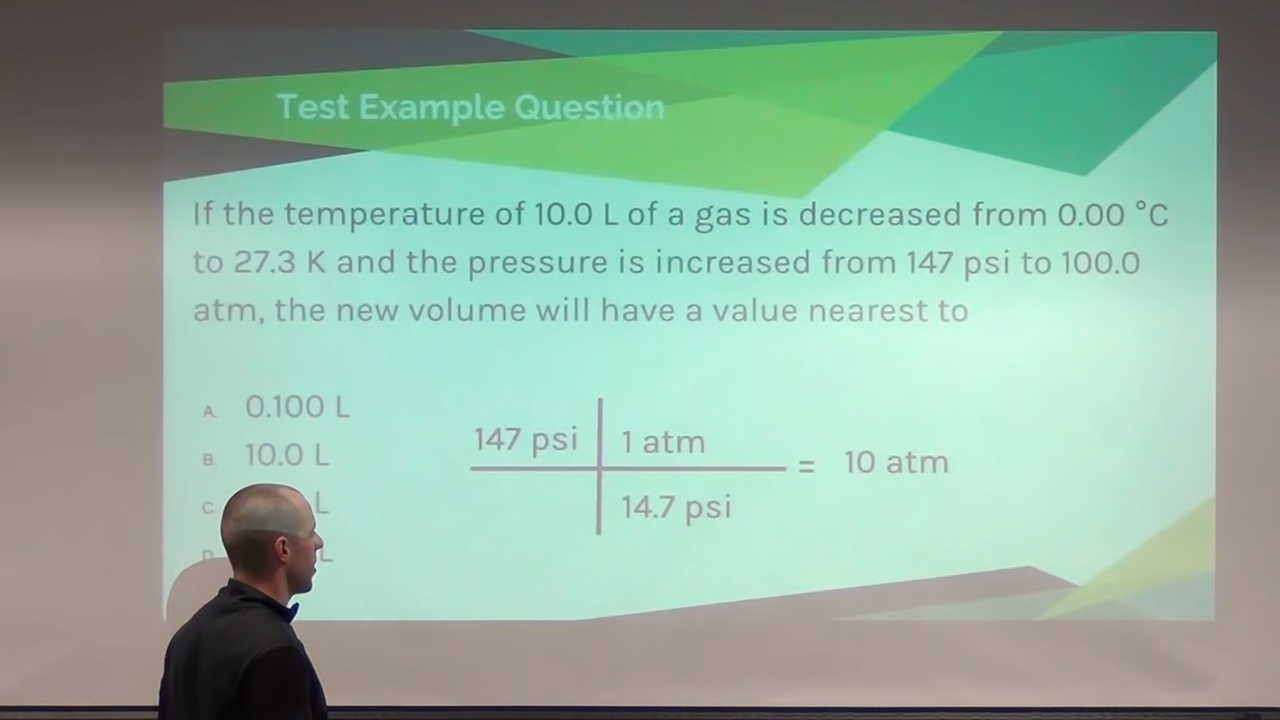 Test Example Question
If the temperature of 10.0 L of a gas is decreased from 0.00 °C
to 27.3 K and the pressure is increased from 147 psi to 100.0
atm, the new volume will have a value nearest to
A. 0.100 L
B. 10.0 L
C. L
D. L
147 psi 1 atm
= 10 atm
14.7 psi